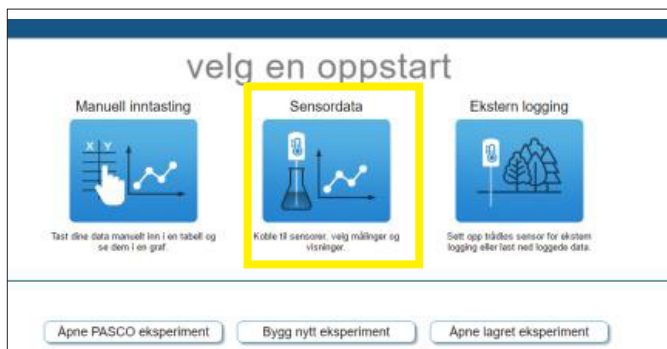 velg en oppstart
Manuell inntasting
Sensordata
Ekstern logging
X Y
Tast dine data manuelt inn i en tabell og
se dem i en graf.
Koble til sensorer, velg målinger og
visninger.
Sett opp trådløs sensor for ekstern
logging eller last ned loggede data.
Åpne PASCO eksperiment
Bygg nytt eksperiment
Åpne lagret eksperiment